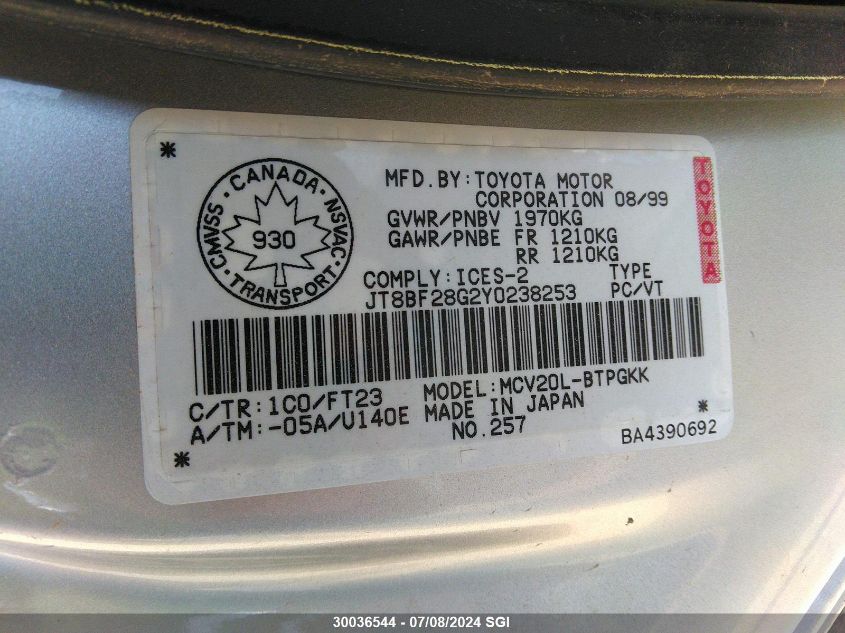 * CANADA
CMVSS 930 NSVAC
TRANSPORT
MFD.BY:TOYOTA MOTOR
CORPORATION 08/99
GVWR/PNBV 1970KG
GAWR/PNBE FR 1210KG
RR 1210KG
COMPLY:ICES-2 TYPE
JT8BF28G2Y0238253 PC/VT
TOYOTA
C/TR:1C0/FT23 MODEL:MCV20L-BTPGKK
A/TM:-05A/U140E MADE IN JAPAN *
* NO.257 BA4390692
30036544 - 07/08/2024 SGI